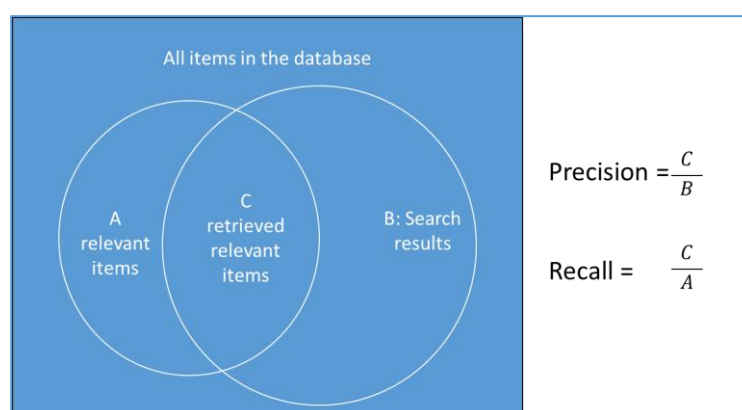 All items in the database
A
relevant
items
C
retrieved
relevant
items
B: Search
results
Precision = C/B
Recall = C/A